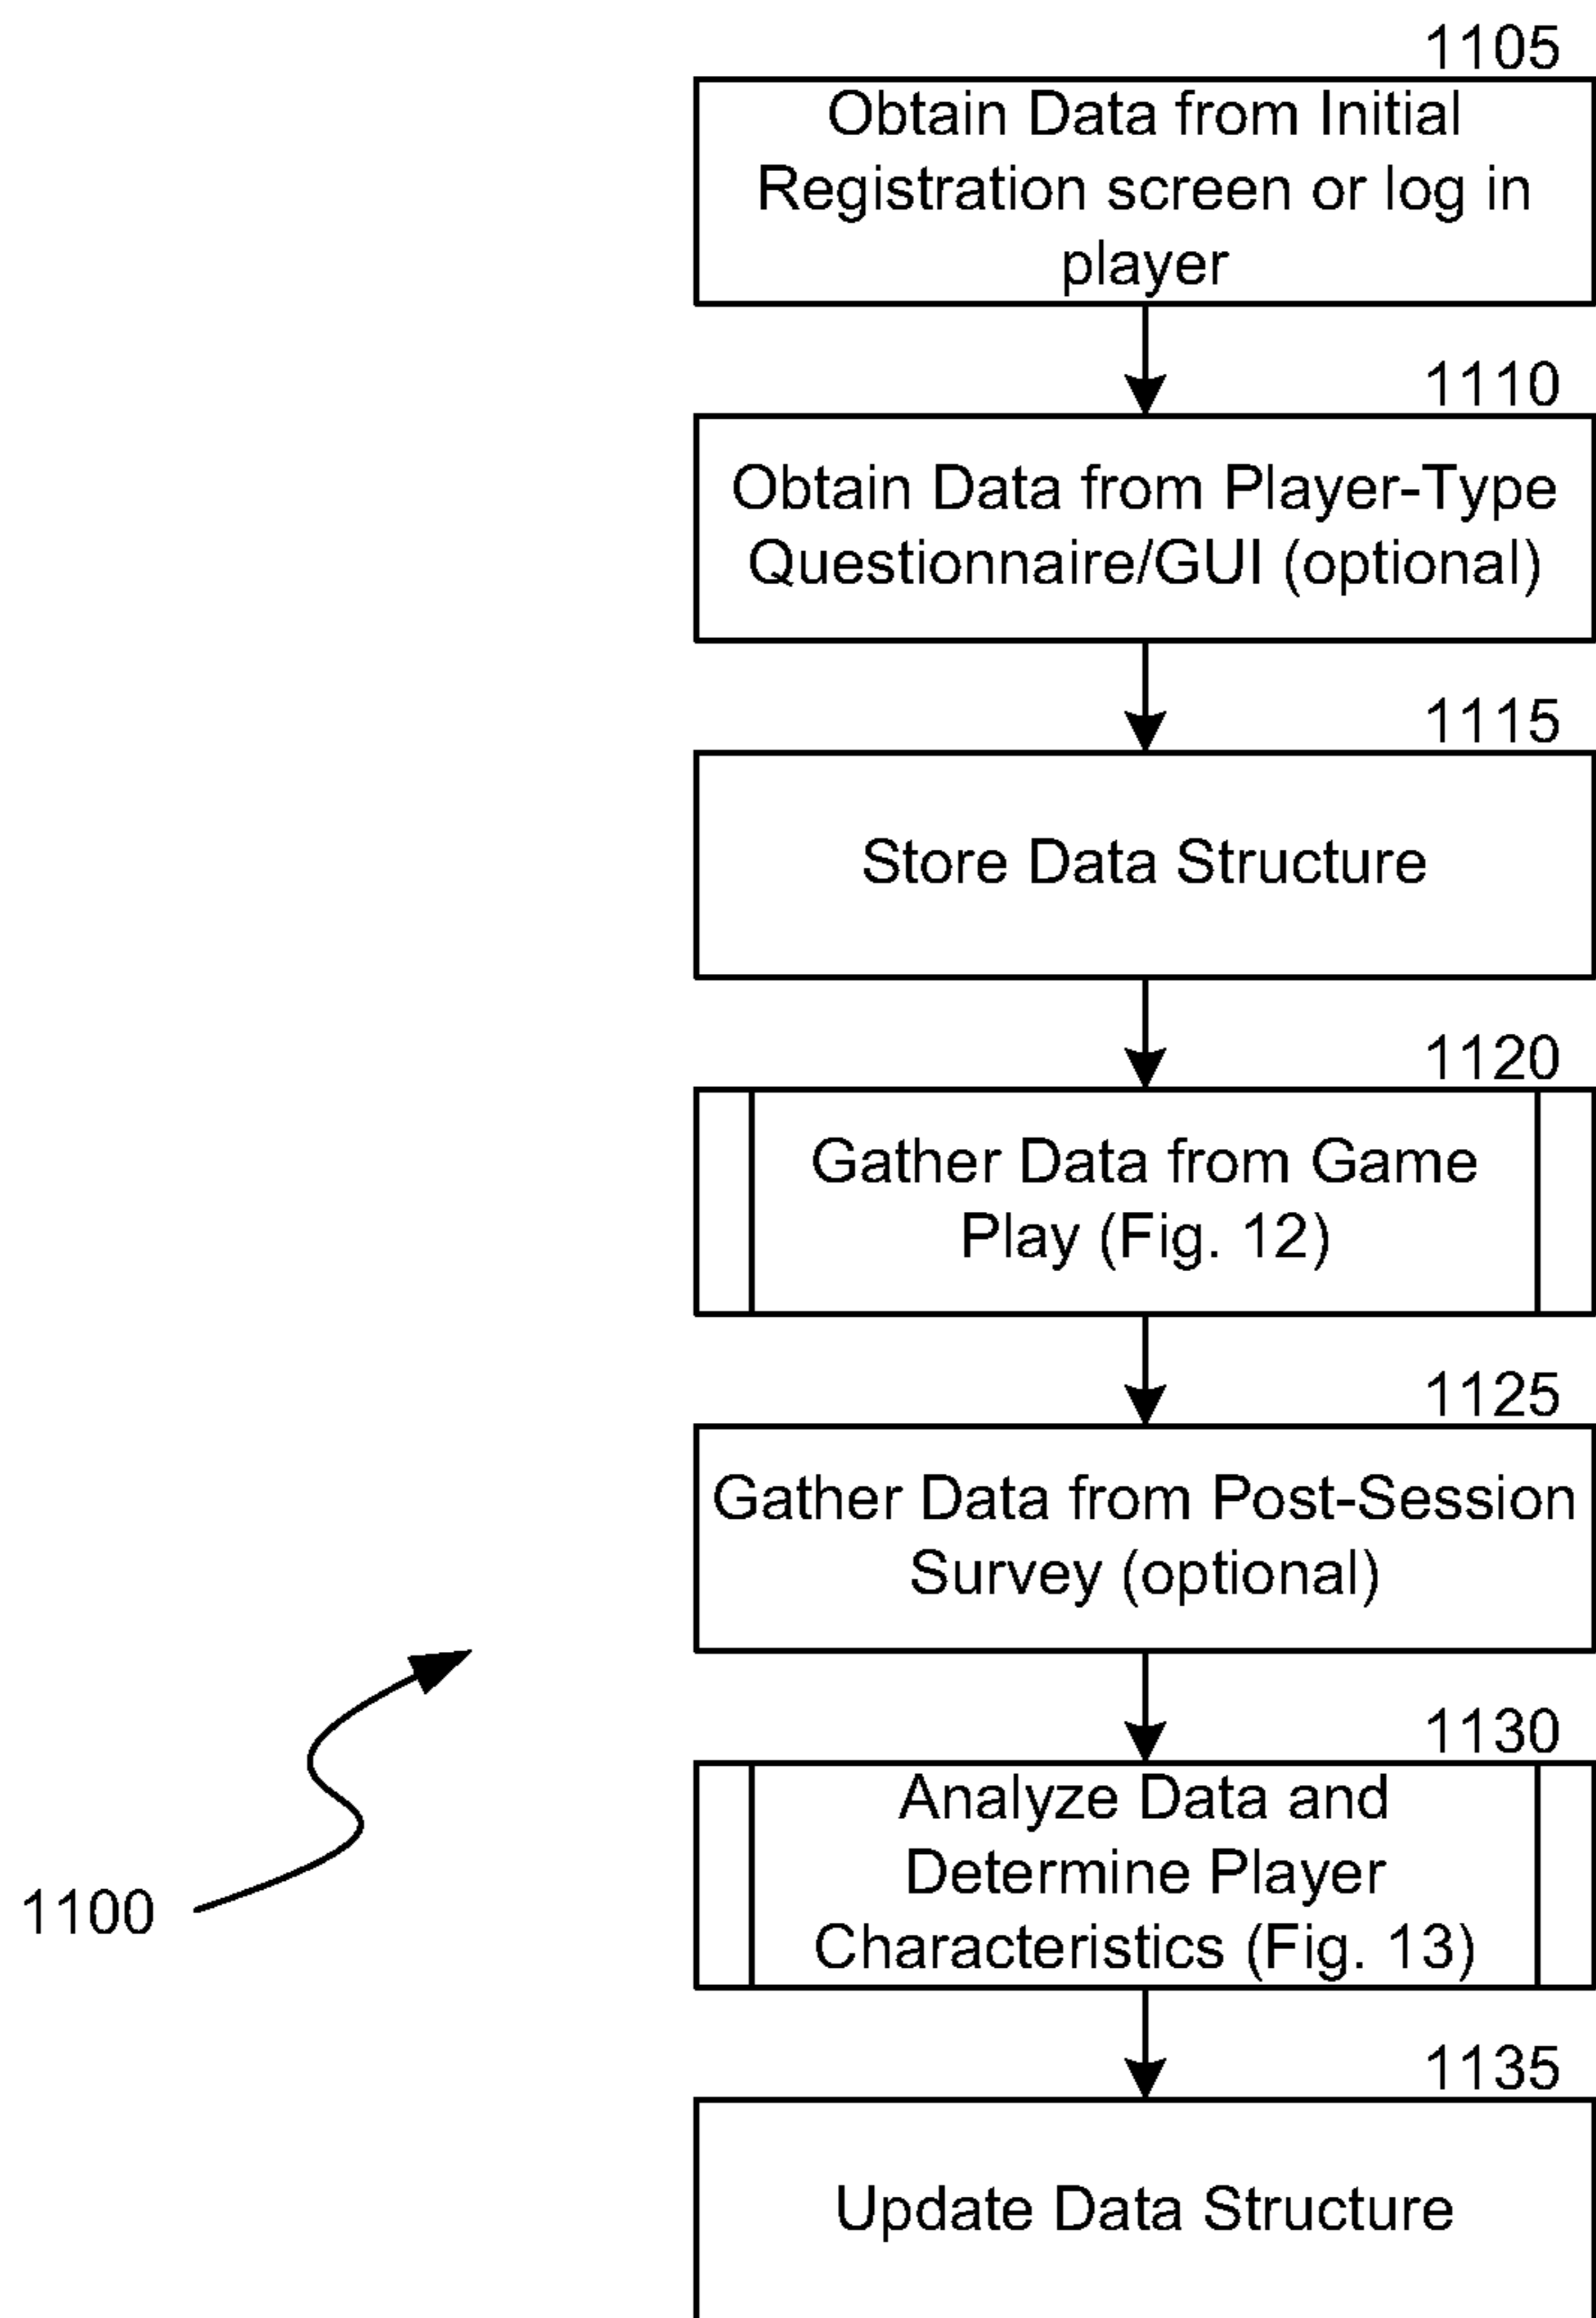 1105
Obtain Data from Initial
Registration screen or log in
player
1110
Obtain Data from Player-Type
Questionnaire/GUI (optional)
1115
Store Data Structure
1120
Gather Data from Game
Play (Fig. 12)
1125
Gather Data from Post-Session
Survey (optional)
1130
Analyze Data and
Determine Player
Characteristics (Fig. 13)
1100
1135
Update Data Structure